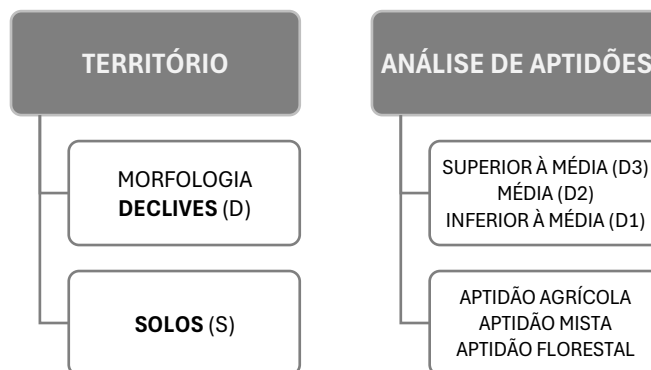 TERRITÓRIO
MORFOLOGIA
DECLIVES (D)
SOLOS (S)
ANÁLISE DE APTIDÕES
SUPERIOR À MÉDIA (D3)
MÉDIA (D2)
INFERIOR À MÉDIA (D1)
APTIDÃO AGRÍCOLA
APTIDÃO MISTA
APTIDÃO FLORESTAL